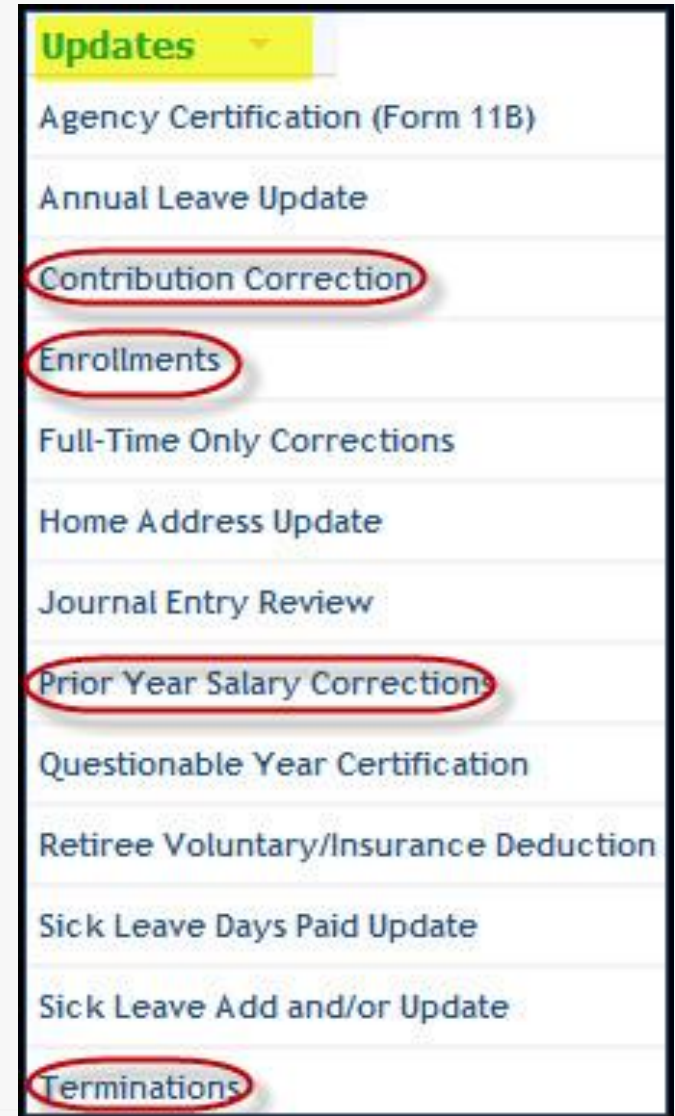 Updates
Agency Certification (Form 11B)
Annual Leave Update
Contribution Correction
Enrollments
Full-Time Only Corrections
Home Address Update
Journal Entry Review
Prior Year Salary Corrections
Questionable Year Certification
Retiree Voluntary/Insurance Deduction
Sick Leave Days Paid Update
Sick Leave Add and/or Update
Terminations